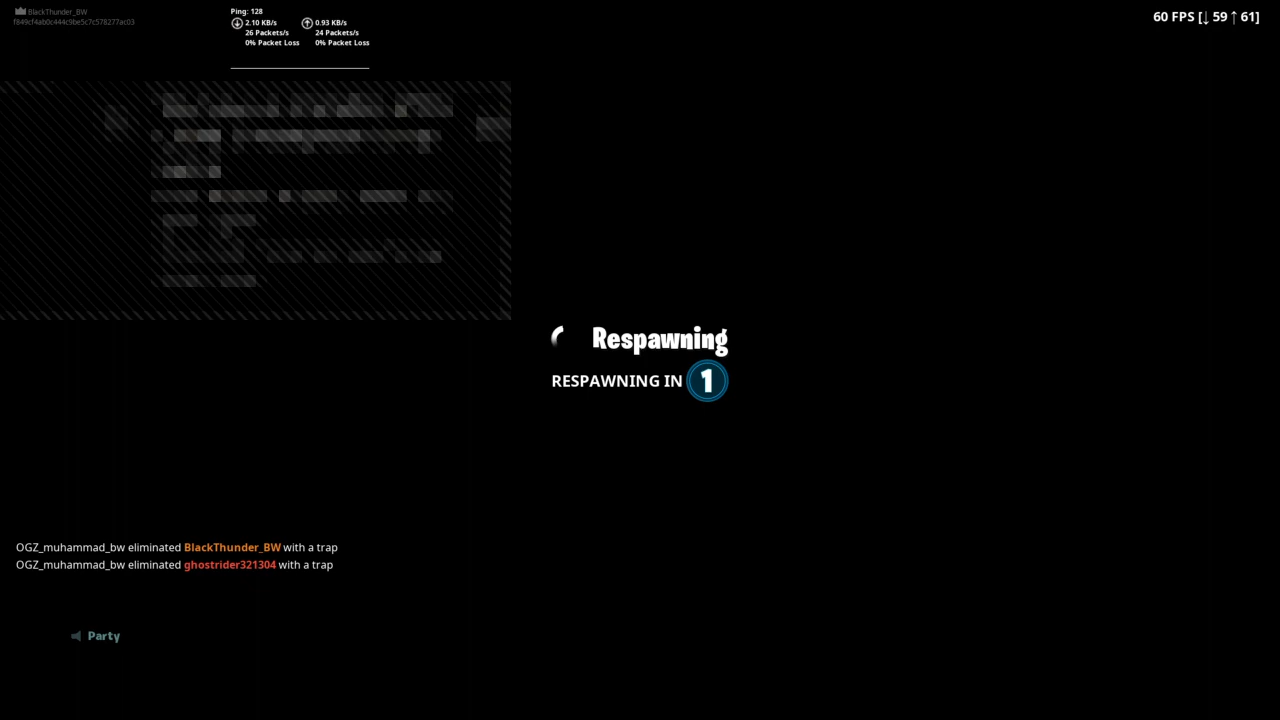 BlackThunder_BW
f849cf4ab0c444c9be5c7c578277ac03
Ping: 128
2.10 KB/s 0.93 KB/s
26 Packets/s 24 Packets/s
0% Packet Loss 0% Packet Loss
60 FPS [↓ 59 ↑ 61]
Respawning
RESPAWNING IN 1
OGZ_muhammad_bw eliminated BlackThunder_BW with a trap
OGZ_muhammad_bw eliminated ghostrider321304 with a trap
Party